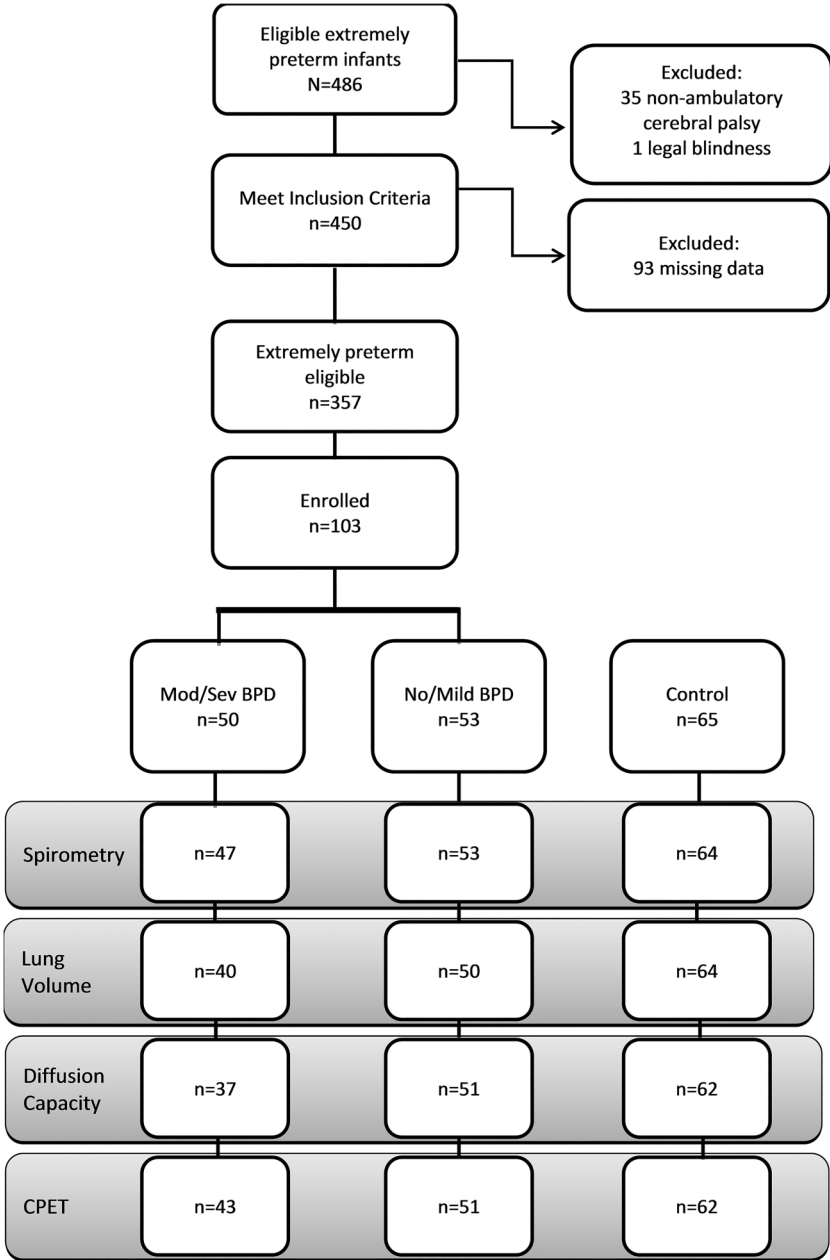 Eligible extremely
preterm infants
N=486
Excluded:
35 non-ambulatory
cerebral palsy
1 legal blindness
Meet Inclusion Criteria
n=450
Excluded:
93 missing data
Extremely preterm
eligible
n=357
Enrolled
n=103
Mod/Sev BPD
n=50
No/Mild BPD
n=53
Control
n=65
Spirometry
n=47
n=53
n=64
Lung
Volume
n=40
n=50
n=64
Diffusion
Capacity
n=37
n=51
n=62
CPET
n=43
n=51
n=62